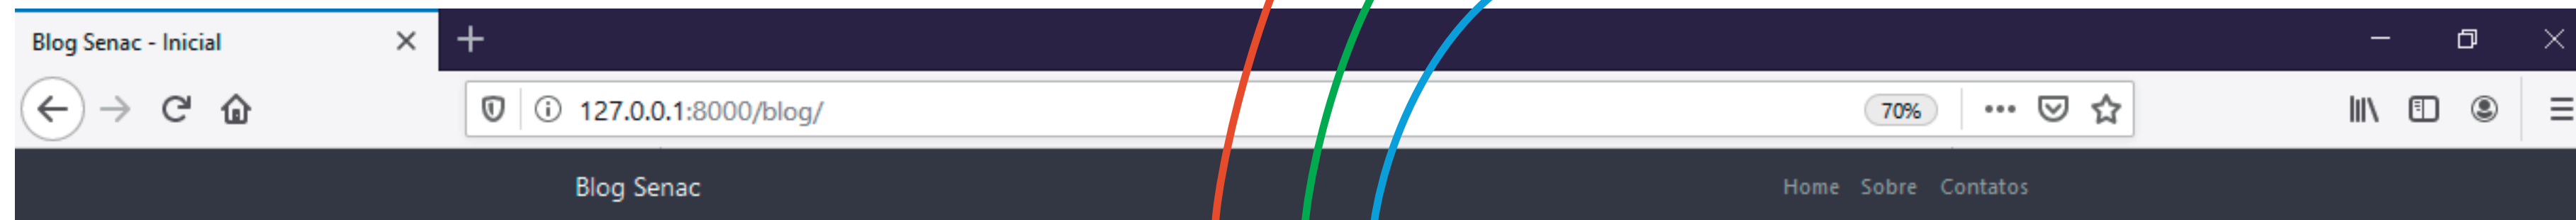 Blog Senac - Inicial
127.0.0.1:8000/blog/ 70%
Blog Senac Home Sobre Contatos